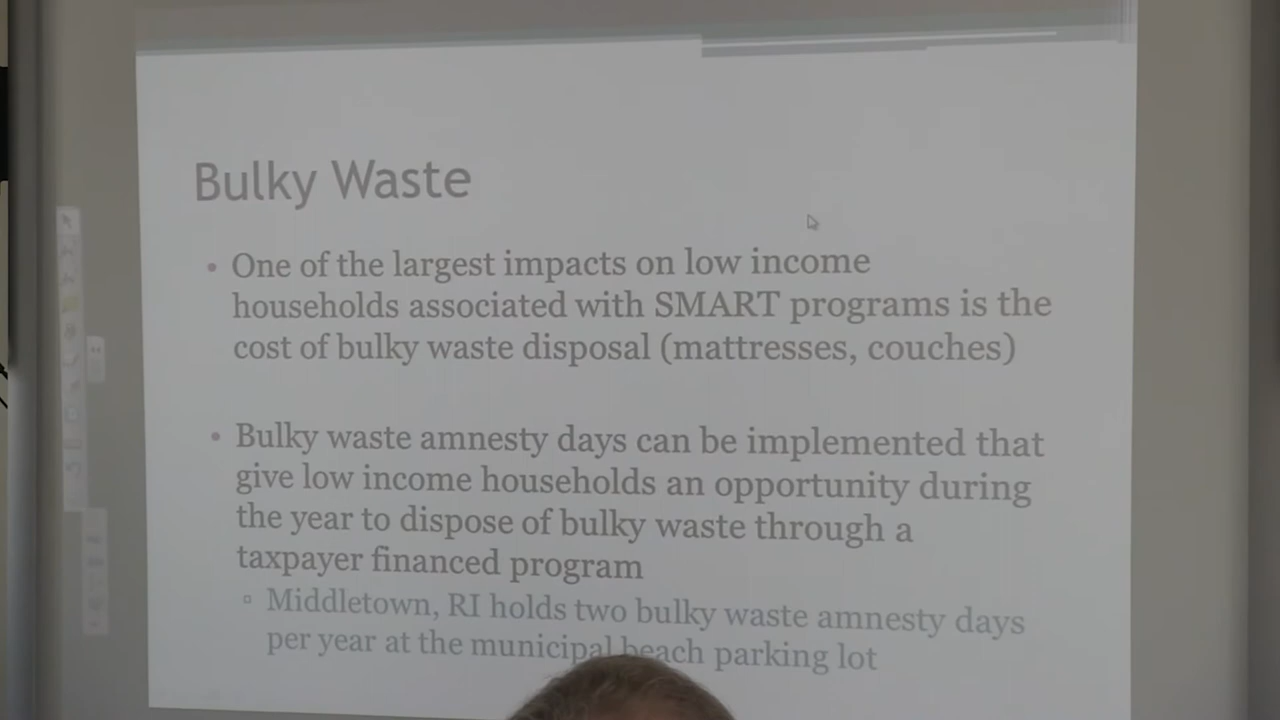 Bulky Waste
• One of the largest impacts on low income
households associated with SMART programs is the
cost of bulky waste disposal (mattresses, couches)
• Bulky waste amnesty days can be implemented that
give low income households an opportunity during
the year to dispose of bulky waste through a
taxpayer financed program
▫ Middletown, RI holds two bulky waste amnesty days
per year at the municipal beach parking lot